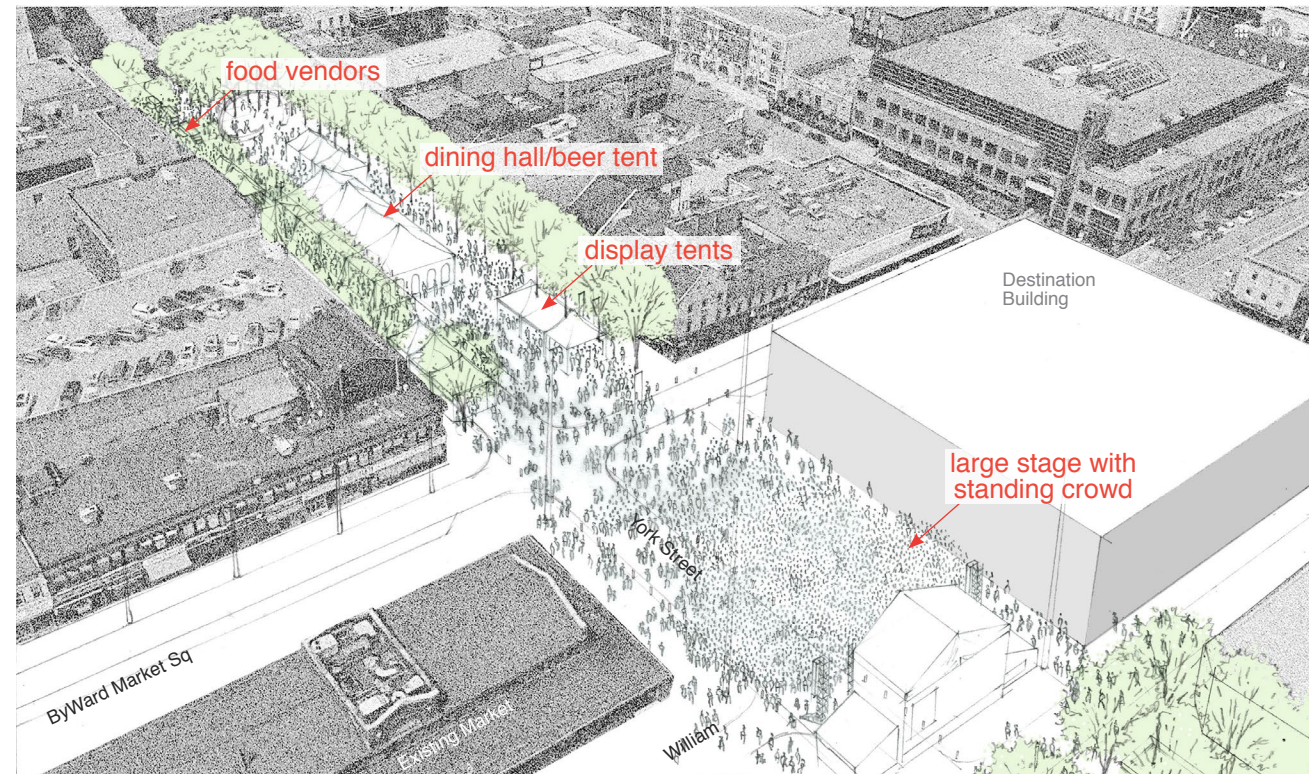 food vendors
dining hall/beer tent
display tents
Destination
Building
large stage with
standing crowd
York Street
ByWard Market Sq
Existing Market
William